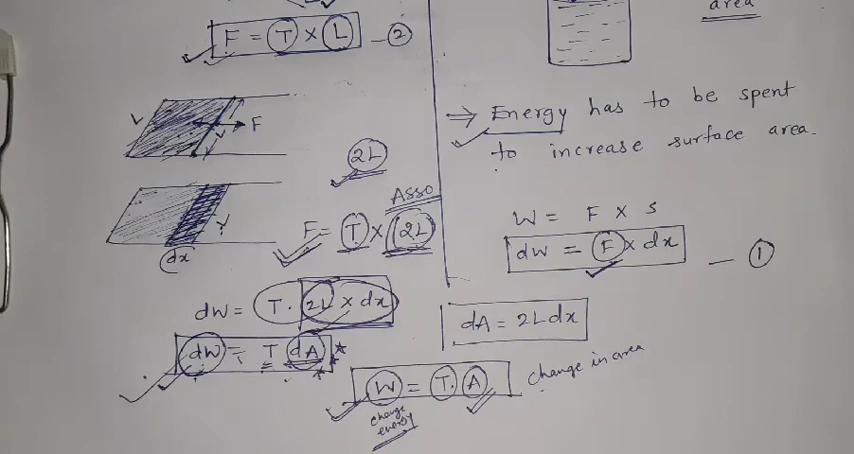 F = T × L — ②
F
2L
ASSO
F = T × 2L
dx
dW = T. 2L × dx
dW = T dA
area
⇒ Energy has to be spent
to increase surface area.
W = F × S
dW = F × dx — ①
dA = 2Ldx
W = T. A
change in area
change
energy